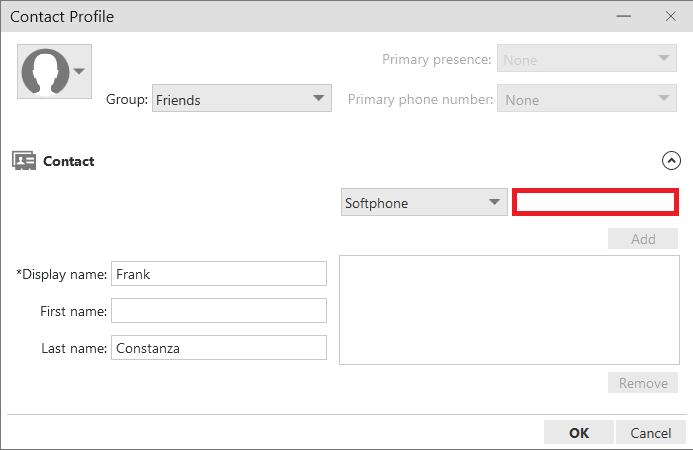 Contact Profile
Primary presence: None
Group: Friends
Primary phone number: None
Contact
Softphone
Add
*Display name: Frank
First name:
Last name: Constanza
Remove
OK Cancel